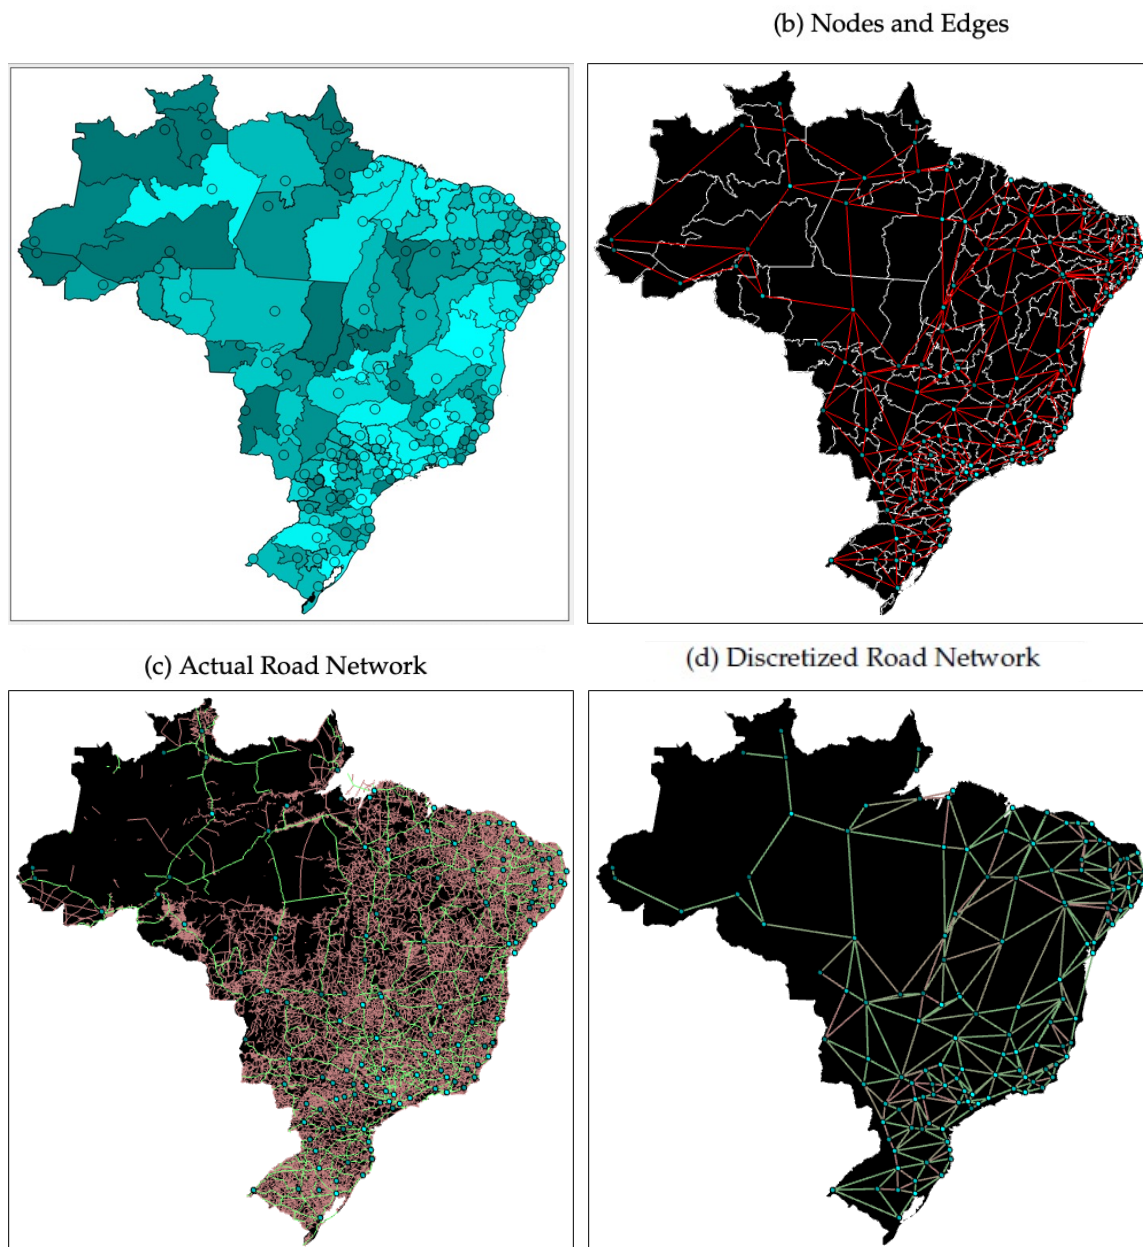 (b) Nodes and Edges
(c) Actual Road Network
(d) Discretized Road Network